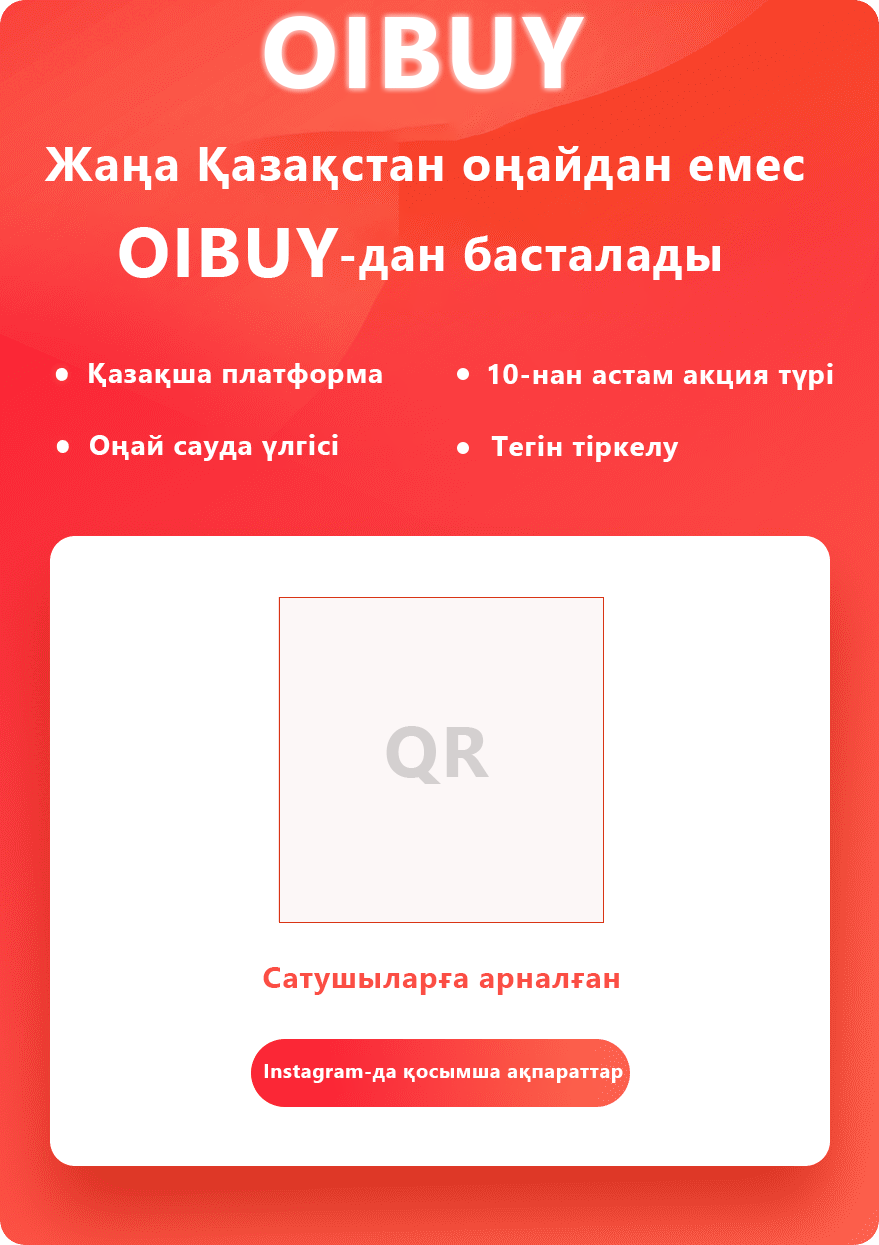 OIBUY
Жаңа Қазақстан оңайдан емес
OIBUY-дан басталады
Қазақша платформа
10-нан астам акция түрі
Оңай сауда үлгісі
Тегін тіркелу
QR
Сатушыларға арналған
Instagram-да қосымша ақпараттар